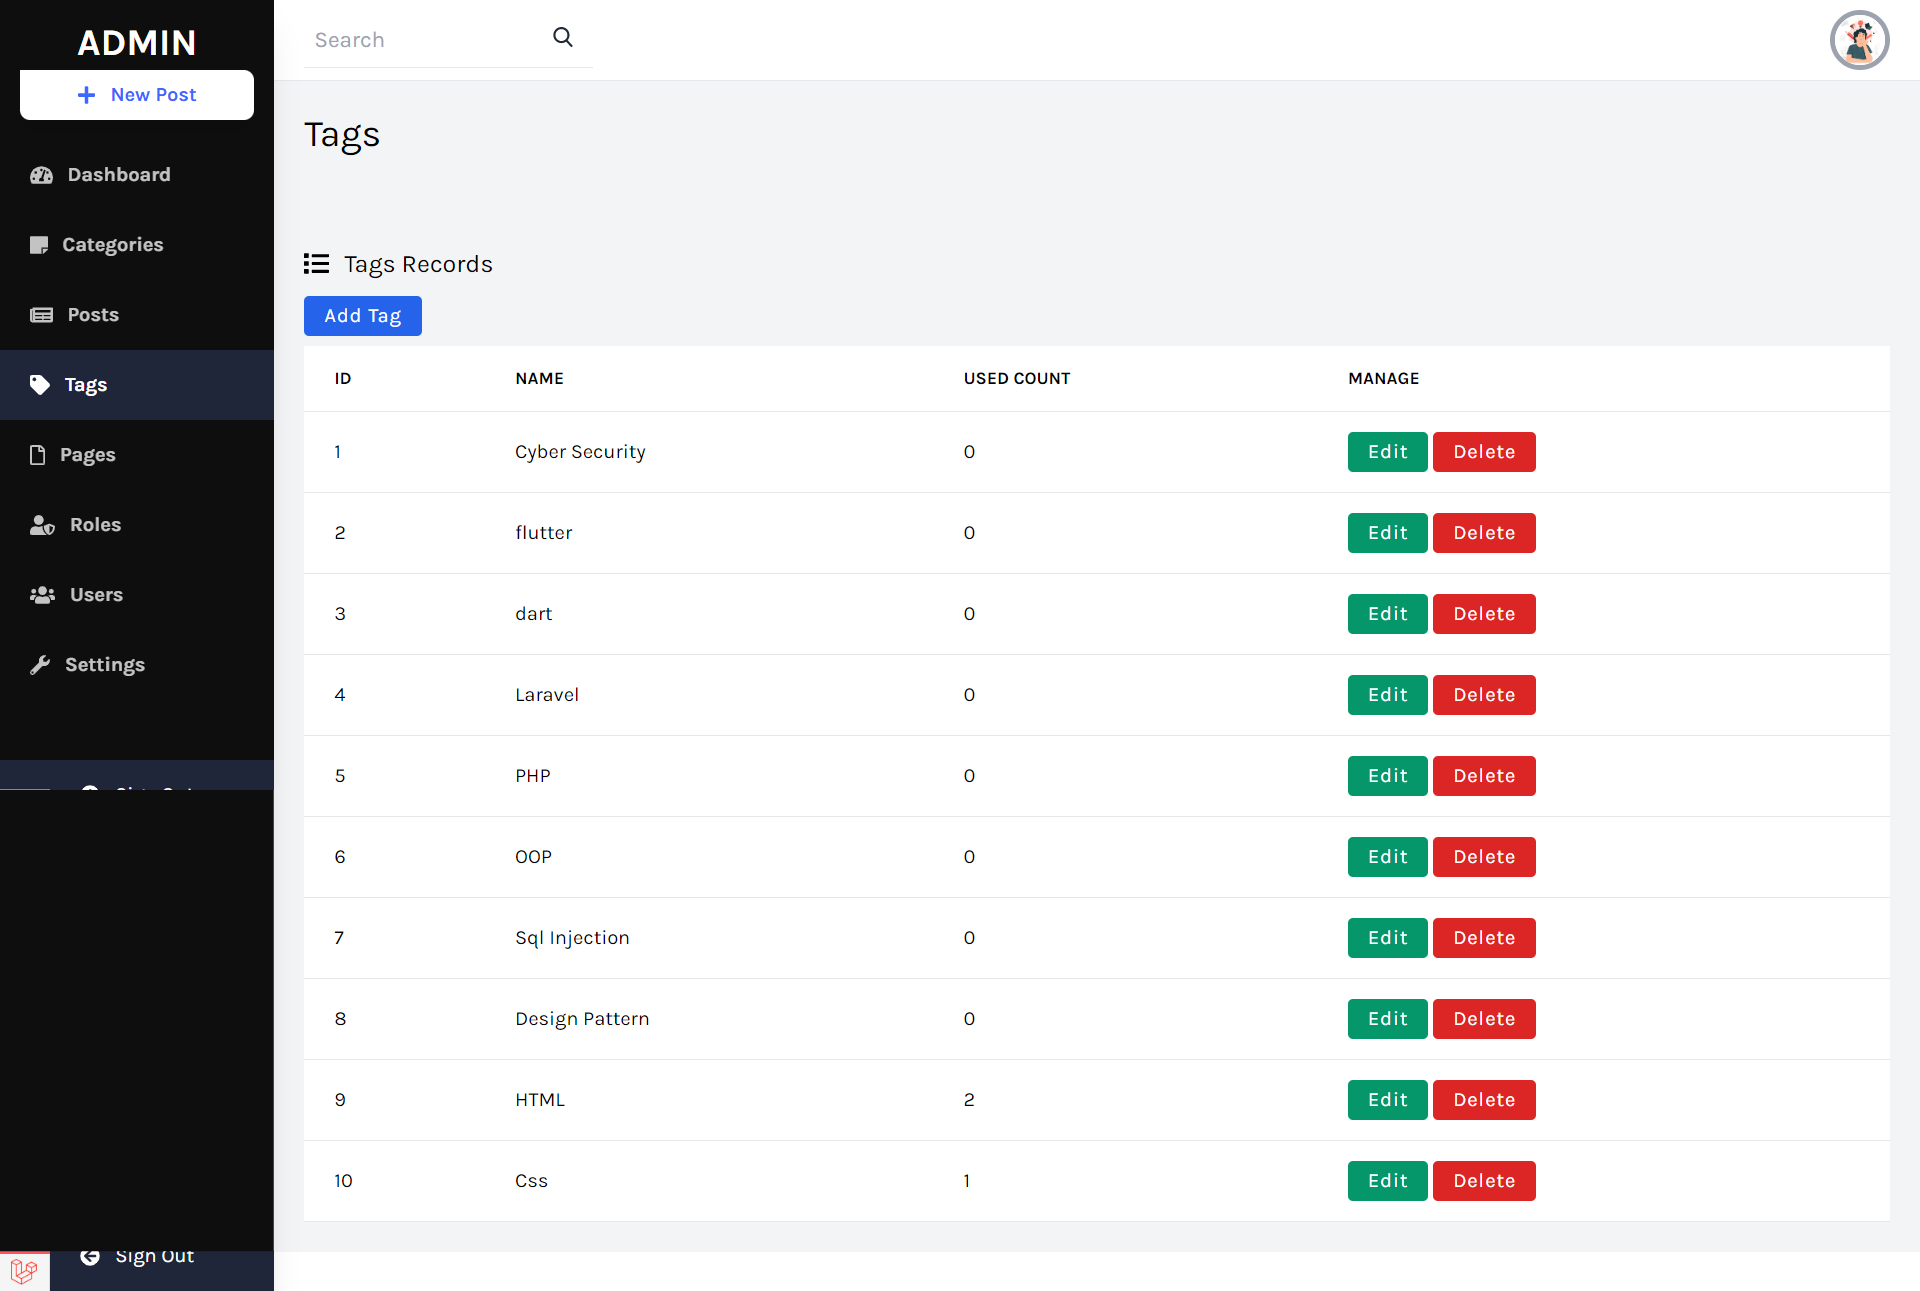 ADMIN
New Post
Dashboard
Categories
Posts
Tags
Pages
Roles
Users
Settings
Sign Out
Sign Out
Search
Tags
Tags Records
Add Tag
ID NAME USED COUNT MANAGE
1 Cyber Security 0 Edit Delete
2 flutter 0 Edit Delete
3 dart 0 Edit Delete
4 Laravel 0 Edit Delete
5 PHP 0 Edit Delete
6 OOP 0 Edit Delete
7 Sql Injection 0 Edit Delete
8 Design Pattern 0 Edit Delete
9 HTML 2 Edit Delete
10 Css 1 Edit Delete